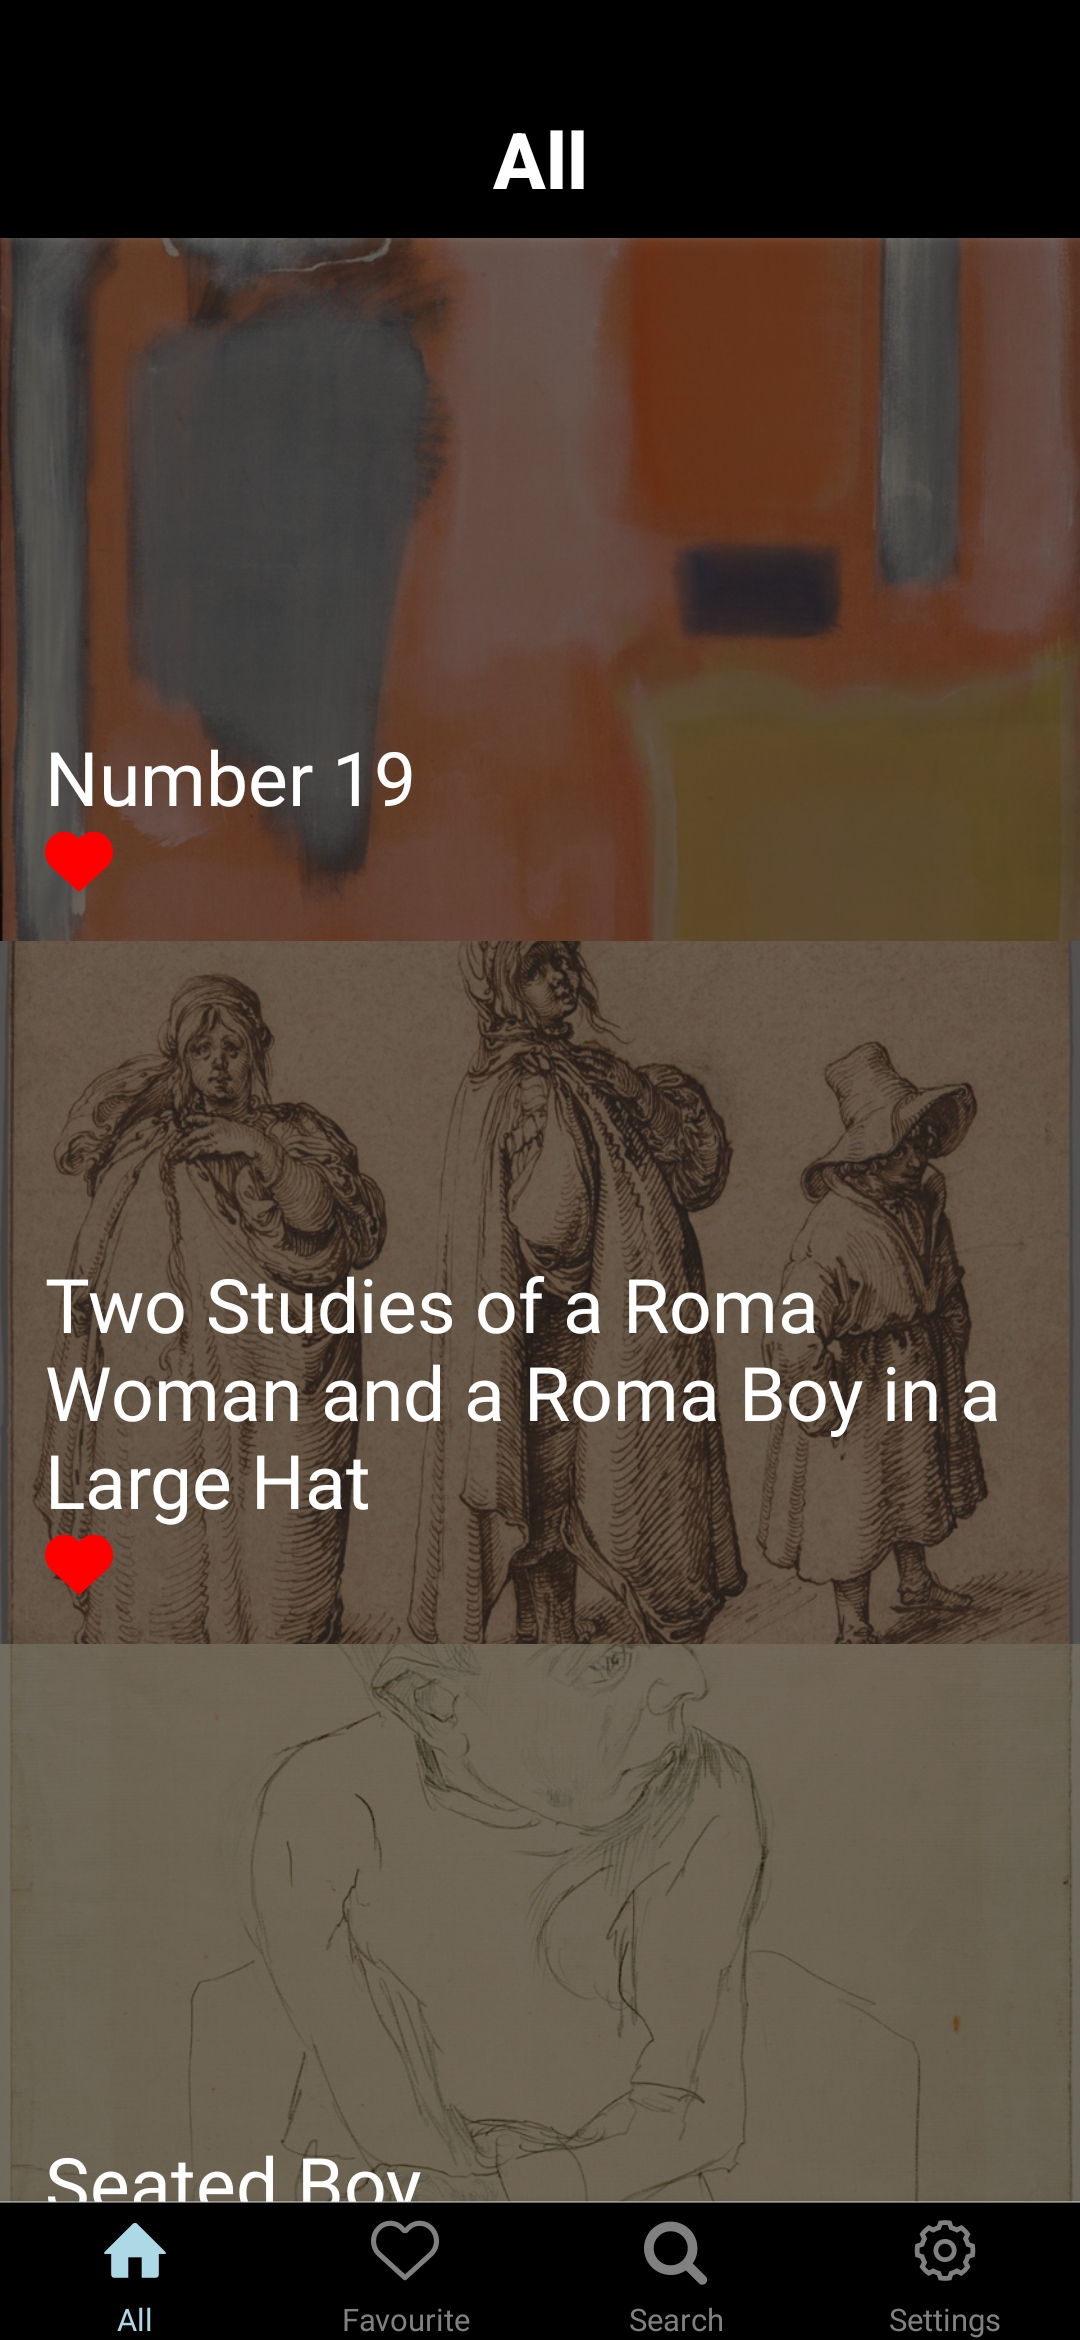 All
Number 19
Two Studies of a Roma
Woman and a Roma Boy in a
Large Hat
Seated Boy
All
Favourite
Search
Settings